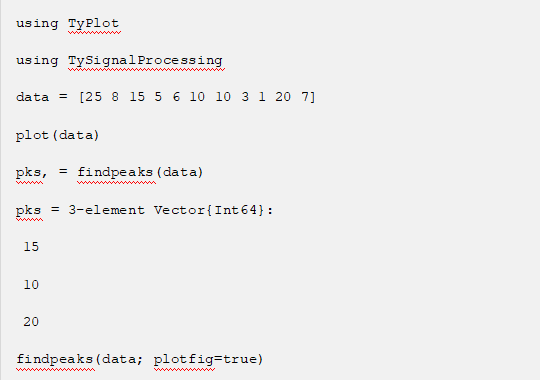 using TyPlot
using TySignalProcessing
data = [25 8 15 5 6 10 10 3 1 20 7]
plot(data)
pks, = findpeaks(data)
pks = 3-element Vector{Int64}:
15
10
20
findpeaks(data; plotfig=true)